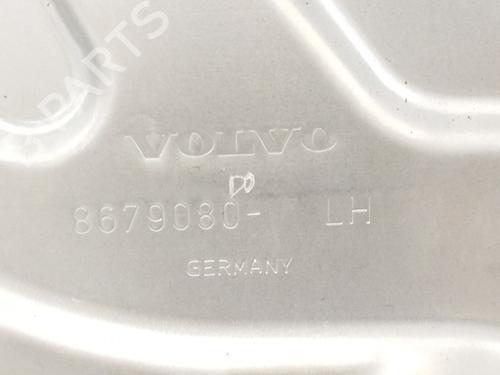 PARTS
VOLVO
DO
8679080- LH
GERMANY